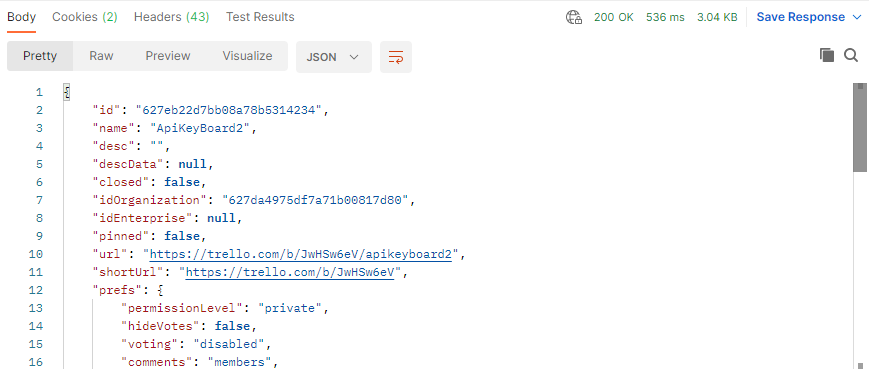 Body Cookies (2) Headers (43) Test Results 200 OK 536 ms 3.04 KB Save Response
Pretty Raw Preview Visualize JSON
1 {
2 "id": "627eb22d7bb08a78b5314234",
3 "name": "ApiKeyBoard2",
4 "desc": "",
5 "descData": null,
6 "closed": false,
7 "idOrganization": "627da4975df7a71b00817d80",
8 "idEnterprise": null,
9 "pinned": false,
10 "url": "https://trello.com/b/JwHSw6eV/apikeyboard2",
11 "shortUrl": "https://trello.com/b/JwHSw6eV",
12 "prefs": {
13 "permissionLevel": "private",
14 "hideVotes": false,
15 "voting": "disabled",
16 "comments": "members",